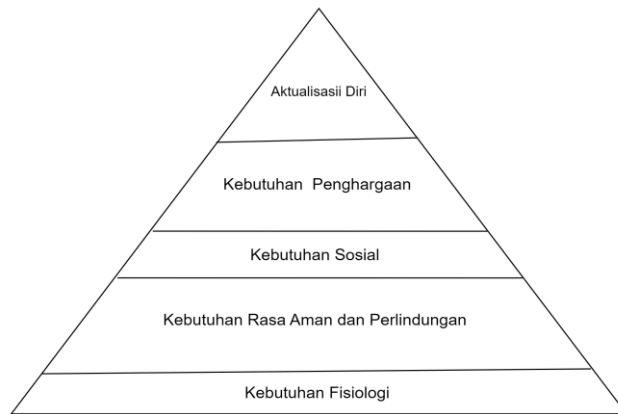 Aktualisasii Diri
Kebutuhan Penghargaan
Kebutuhan Sosial
Kebutuhan Rasa Aman dan Perlindungan
Kebutuhan Fisiologi